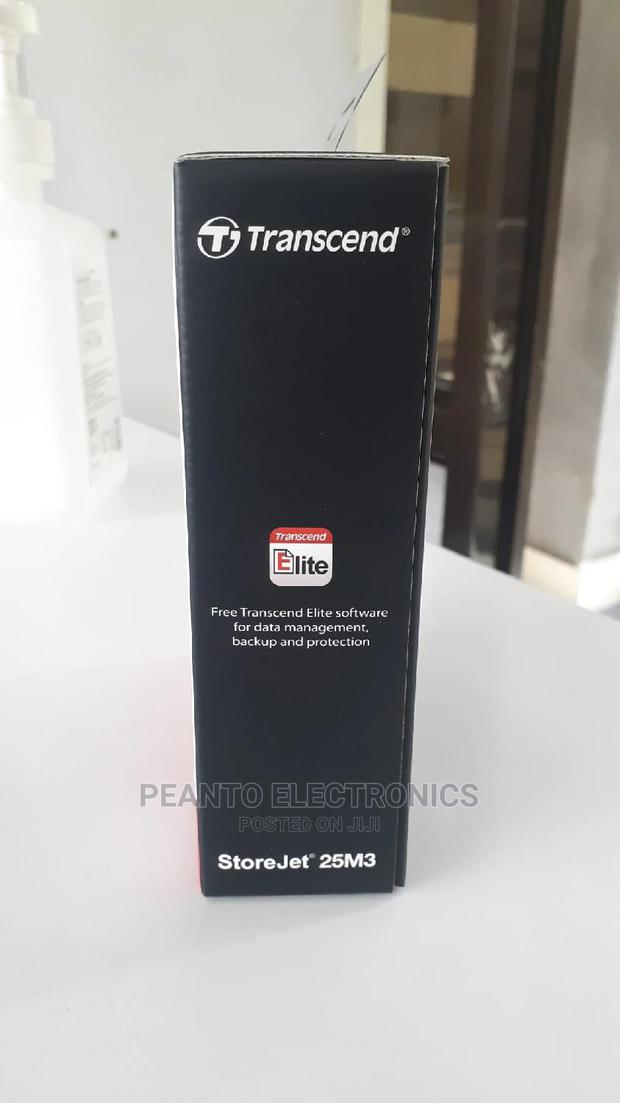 Transcend®
Transcend
Elite
Free Transcend Elite software
for data management,
backup and protection
PEANTO ELECTRONICS
POSTED ON JIJI
StoreJet® 25M3